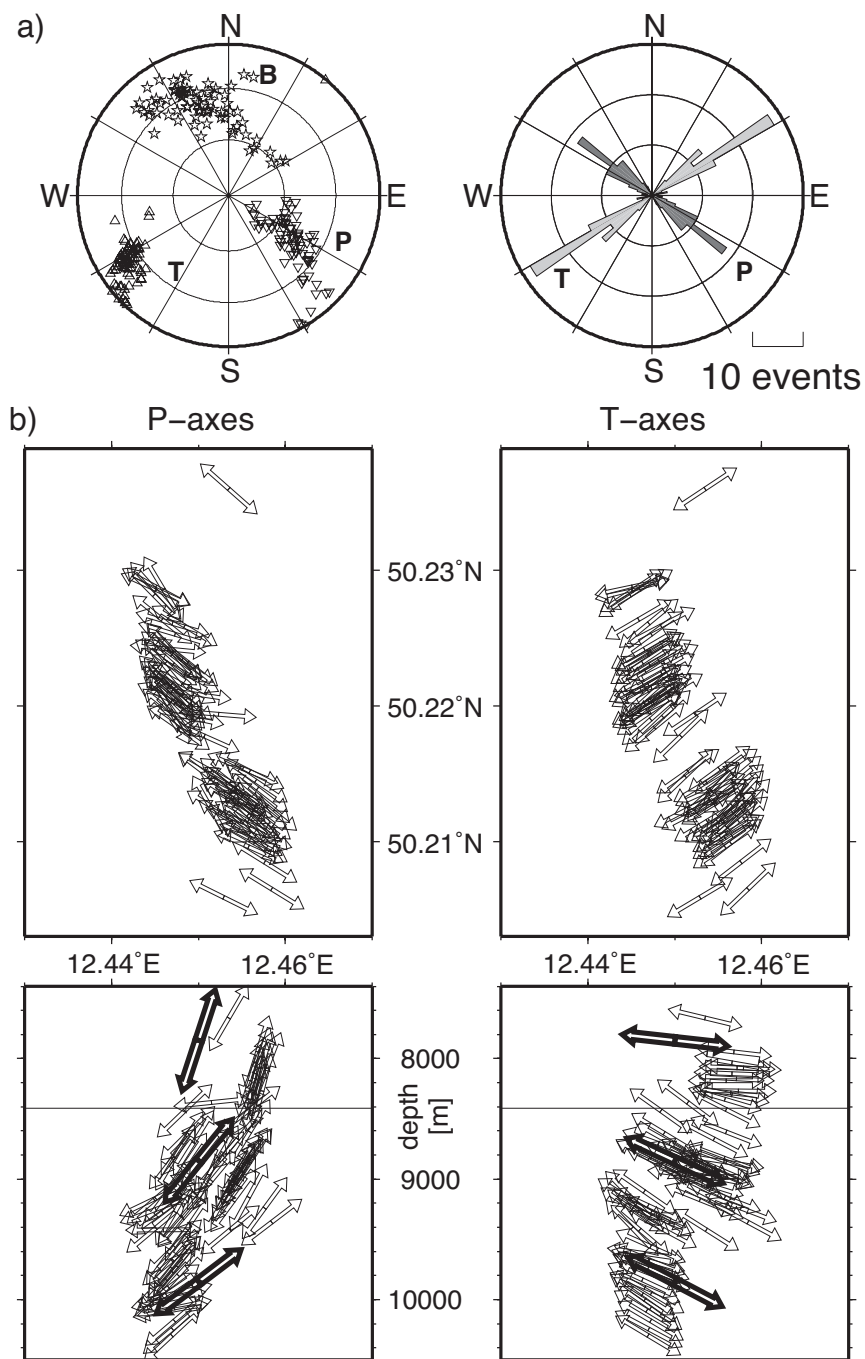 a)
N
N
B
W
E
W
E
P
T
T
P
S
S
10 events
b)
P−axes
T−axes
50.23°N
50.22°N
50.21°N
12.44°E
12.46°E
12.44°E
12.46°E
8000
depth
[m]
9000
10000